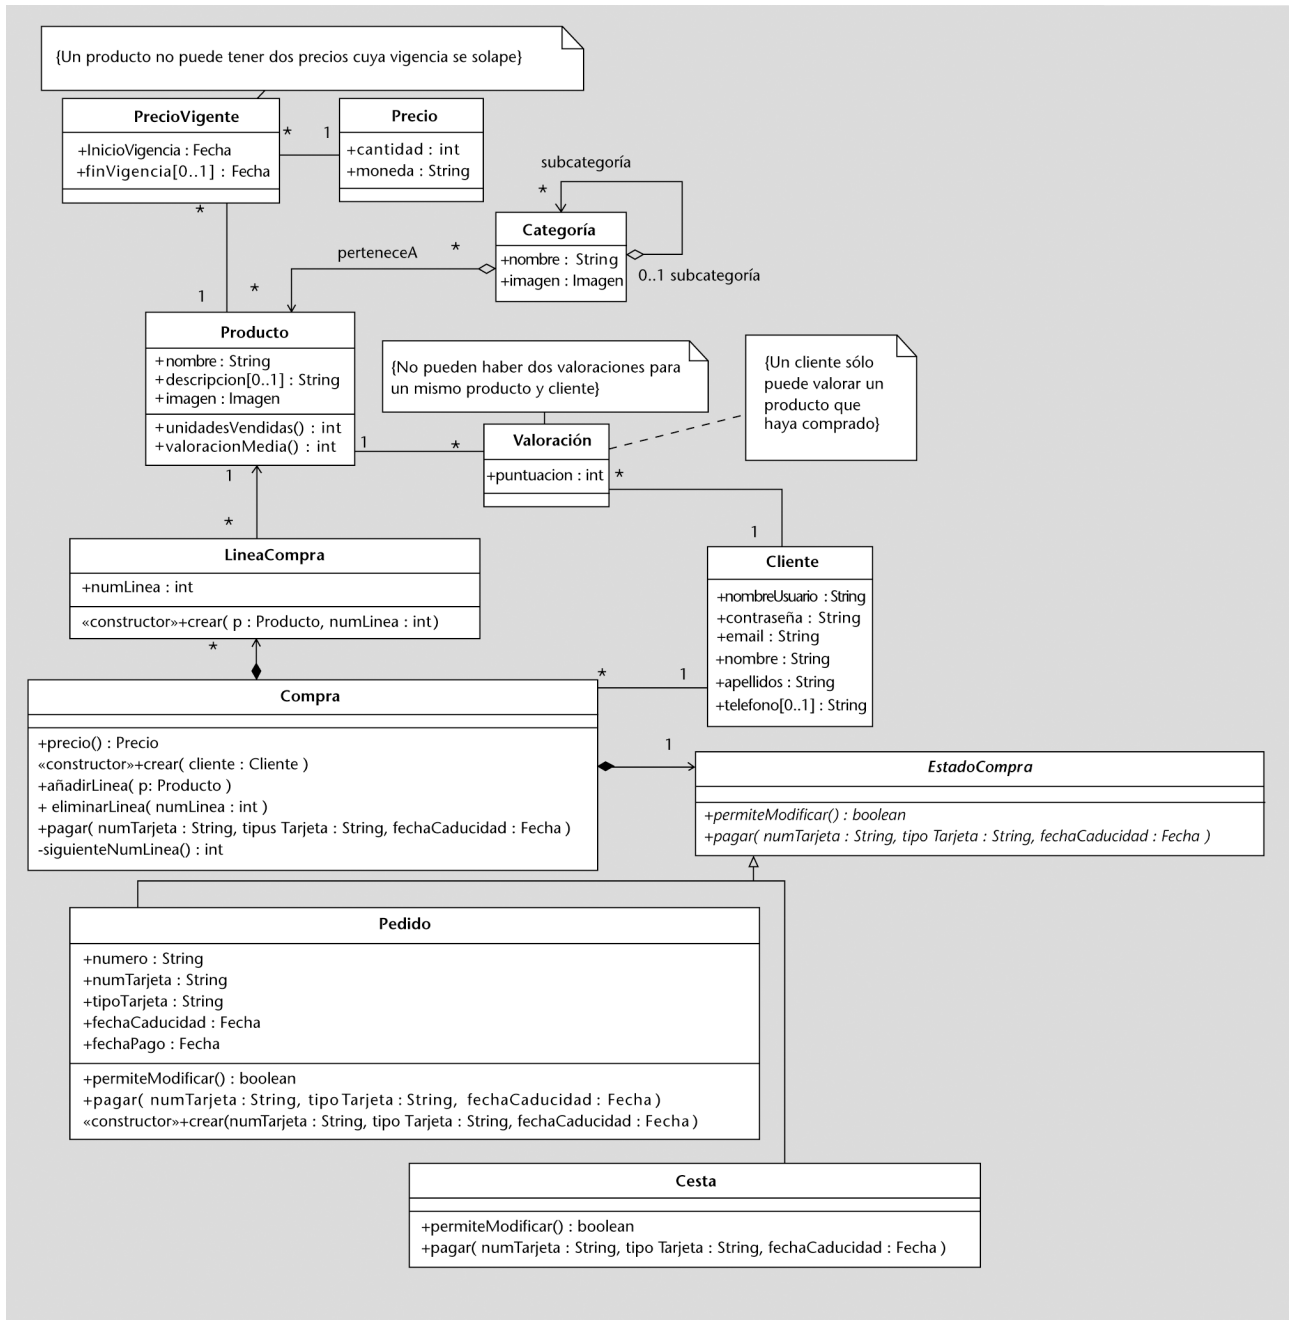 {Un producto no puede tener dos precios cuya vigencia se solape}
PrecioVigente
+InicioVigencia : Fecha
+finVigencia[0..1] : Fecha
*
1
Precio
+cantidad : int
+moneda : String
subcategoría
*
Categoría
+nombre : String
+imagen : Imagen
0..1 subcategoría
perteneceA
*
*
*
1
Producto
+nombre : String
+descripcion[0..1] : String
+imagen : Imagen
+unidadesVendidas() : int
+valoracionMedia() : int
{No pueden haber dos valoraciones para
un mismo producto y cliente}
{Un cliente sólo
puede valorar un
producto que
haya comprado}
1
*
Valoración
+puntuacion : int
*
1
1
*
LineaCompra
+numLinea : int
«constructor»+crear( p : Producto, numLinea : int)
*
Cliente
+nombreUsuario : String
+contraseña : String
+email : String
+nombre : String
+apellidos : String
+telefono[0..1] : String
*
1
Compra
+precio() : Precio
«constructor»+crear( cliente : Cliente )
+añadirLinea( p: Producto )
+ eliminarLinea( numLinea : int )
+pagar( numTarjeta : String, tipus Tarjeta : String, fechaCaducidad : Fecha )
-siguienteNumLinea() : int
1
EstadoCompra
+permiteModificar() : boolean
+pagar( numTarjeta : String, tipo Tarjeta : String, fechaCaducidad : Fecha )
Pedido
+numero : String
+numTarjeta : String
+tipoTarjeta : String
+fechaCaducidad : Fecha
+fechaPago : Fecha
+permiteModificar() : boolean
+pagar( numTarjeta : String, tipo Tarjeta : String, fechaCaducidad : Fecha )
«constructor»+crear(numTarjeta : String, tipo Tarjeta : String, fechaCaducidad : Fecha )
Cesta
+permiteModificar() : boolean
+pagar( numTarjeta : String, tipo Tarjeta : String, fechaCaducidad : Fecha )